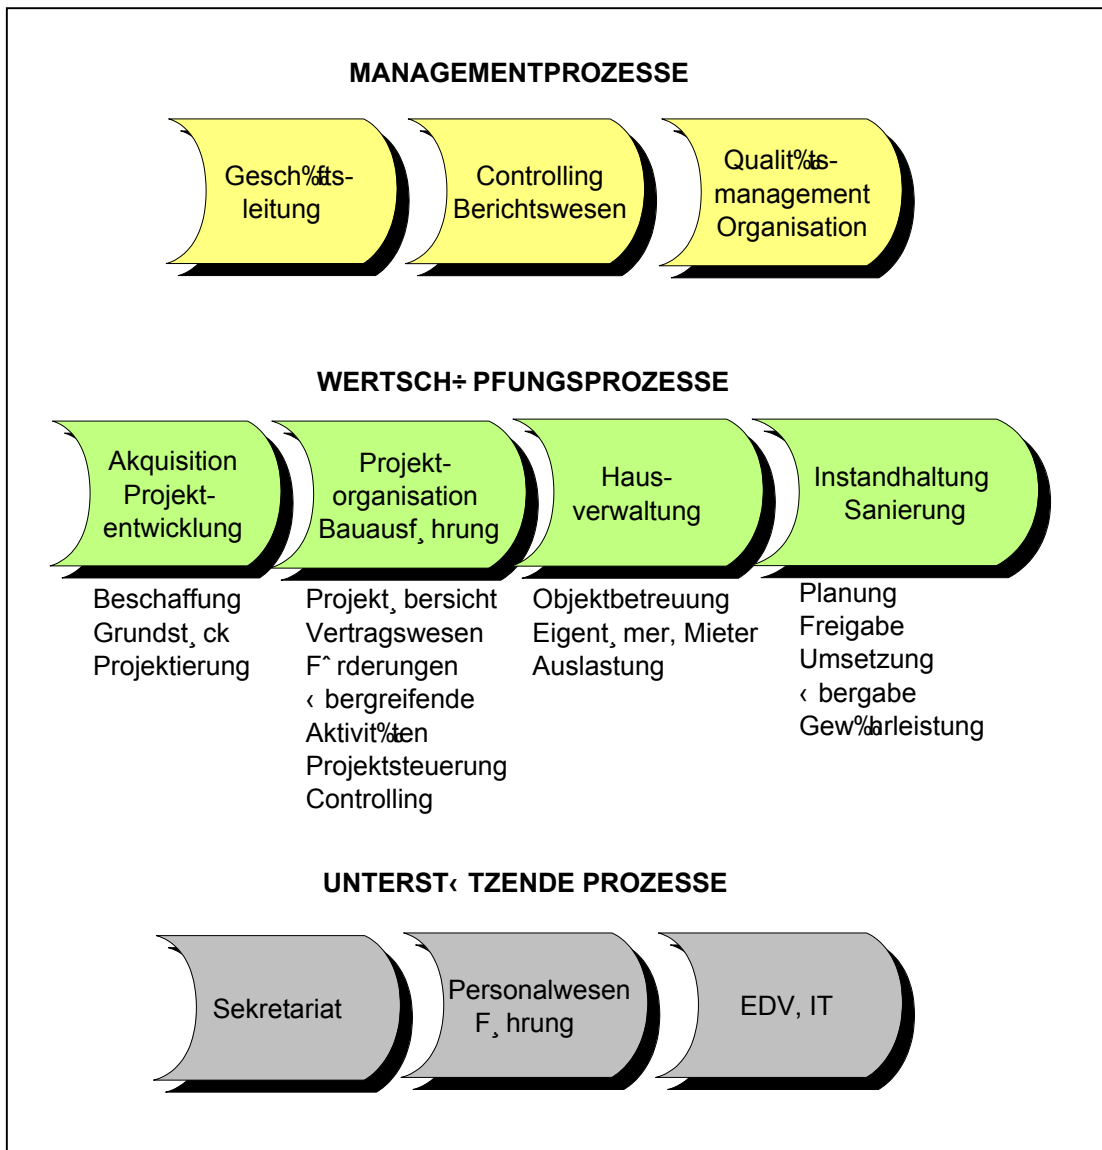 MANAGEMENTPROZESSE
Gesch‰fts-
leitung
Controlling
Berichtswesen
Qualit‰ts-
management
Organisation
WERTSCH÷ PFUNGSPROZESSE
Akquisition
Projekt-
entwicklung
Projekt-
organisation
Bauausf¸ hrung
Haus-
verwaltung
Instandhaltung
Sanierung
Beschaffung
Grundst¸ ck
Projektierung
Projekt¸ bersicht
Vertragswesen
Fˆ rderungen
‹ bergreifende
Aktivit‰ten
Projektsteuerung
Controlling
Objektbetreuung
Eigent¸ mer, Mieter
Auslastung
Planung
Freigabe
Umsetzung
‹ bergabe
Gew‰hrleistung
UNTERST‹ TZENDE PROZESSE
Sekretariat
Personalwesen
F¸ hrung
EDV, IT